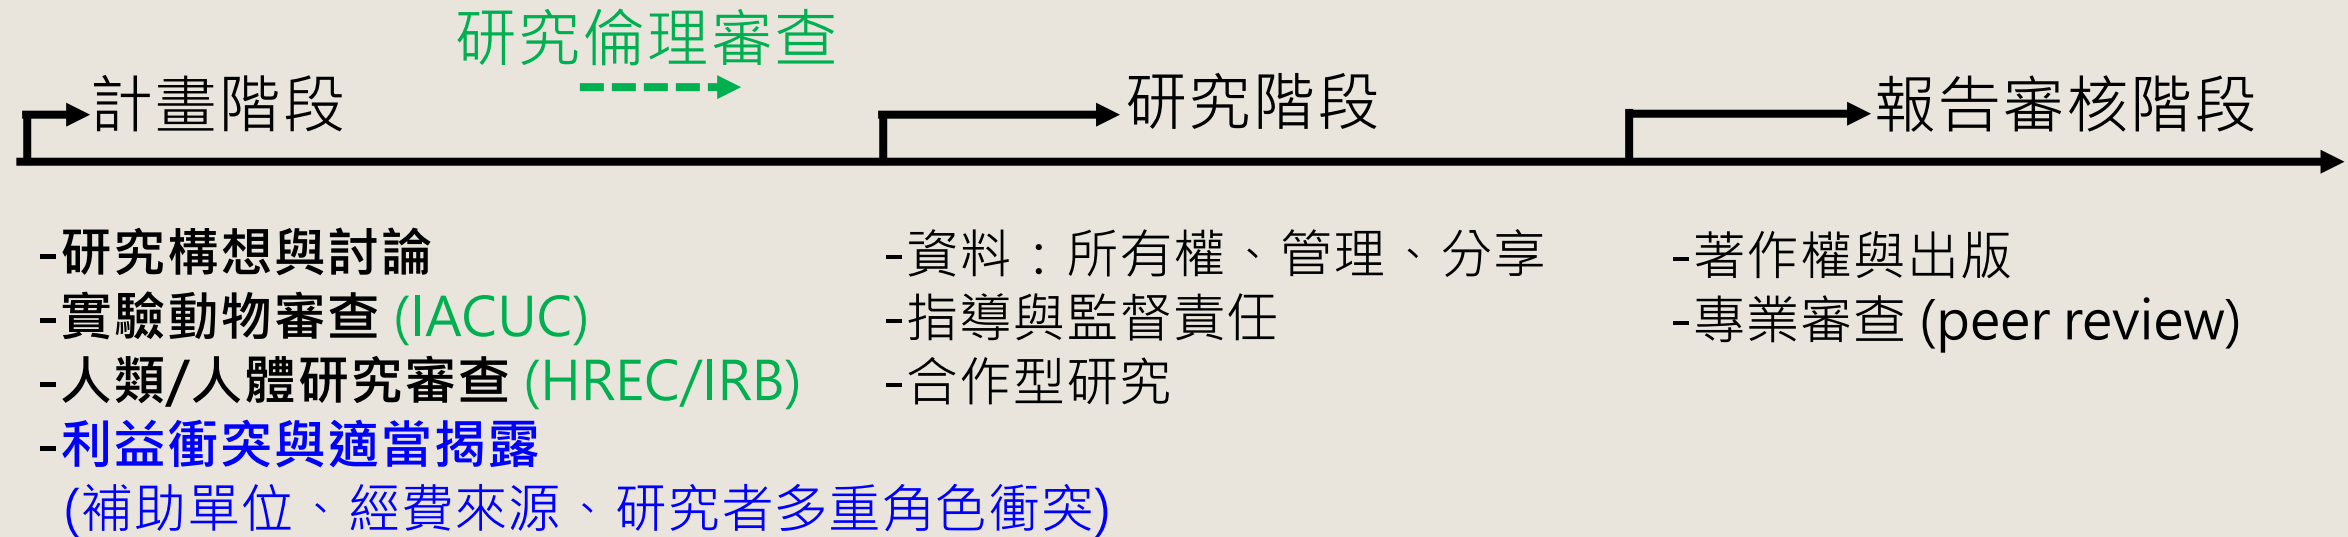 研究倫理審查
計畫階段
研究階段
報告審核階段
-研究構想與討論
-實驗動物審查 (IACUC)
-人類/人體研究審查 (HREC/IRB)
-利益衝突與適當揭露
(補助單位、經費來源、研究者多重角色衝突)
-資料：所有權、管理、分享
-指導與監督責任
-合作型研究
-著作權與出版
-專業審查 (peer review)